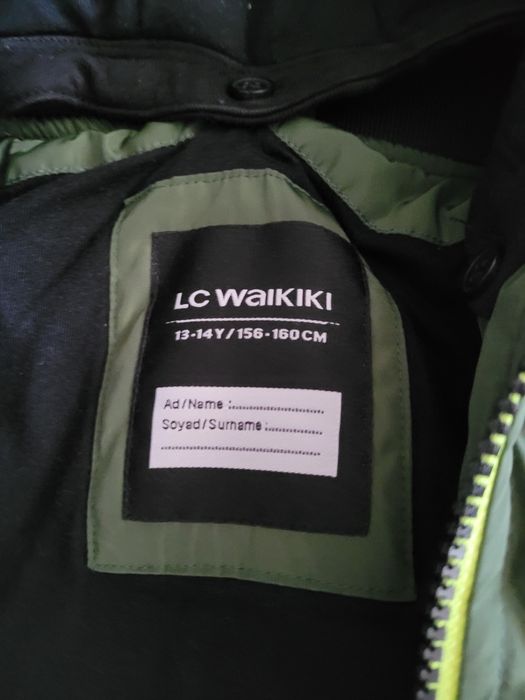 LC WAIKIKI
13-14Y/156-160CM
Ad/Name :........................
Soyad/Surname :...............
..........................................